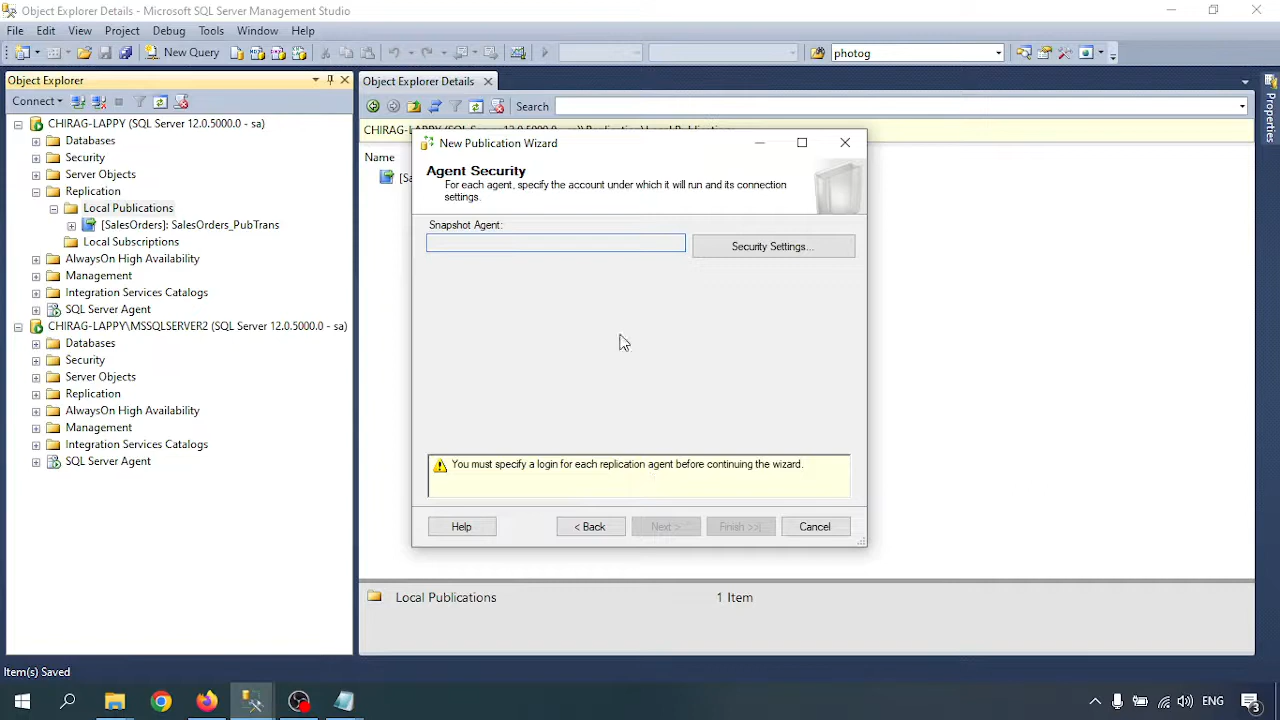 Object Explorer Details - Microsoft SQL Server Management Studio
File Edit View Project Debug Tools Window Help
New Query
photog
Object Explorer
Connect
CHIRAG-LAPPY (SQL Server 12.0.5000.0 - sa)
Databases
Security
Server Objects
Replication
Local Publications
[SalesOrders]: SalesOrders_PubTrans
Local Subscriptions
AlwaysOn High Availability
Management
Integration Services Catalogs
SQL Server Agent
CHIRAG-LAPPY\MSSQLSERVER2 (SQL Server 12.0.5000.0 - sa)
Databases
Security
Server Objects
Replication
AlwaysOn High Availability
Management
Integration Services Catalogs
SQL Server Agent
Object Explorer Details
Search
Name
[Sa
New Publication Wizard
Agent Security
For each agent, specify the account under which it will run and its connection
settings.
Snapshot Agent:
Security Settings...
You must specify a login for each replication agent before continuing the wizard.
Help
< Back
Next >
Finish >>|
Cancel
Local Publications
1 Item
Properties
Item(s) Saved
ENG
3